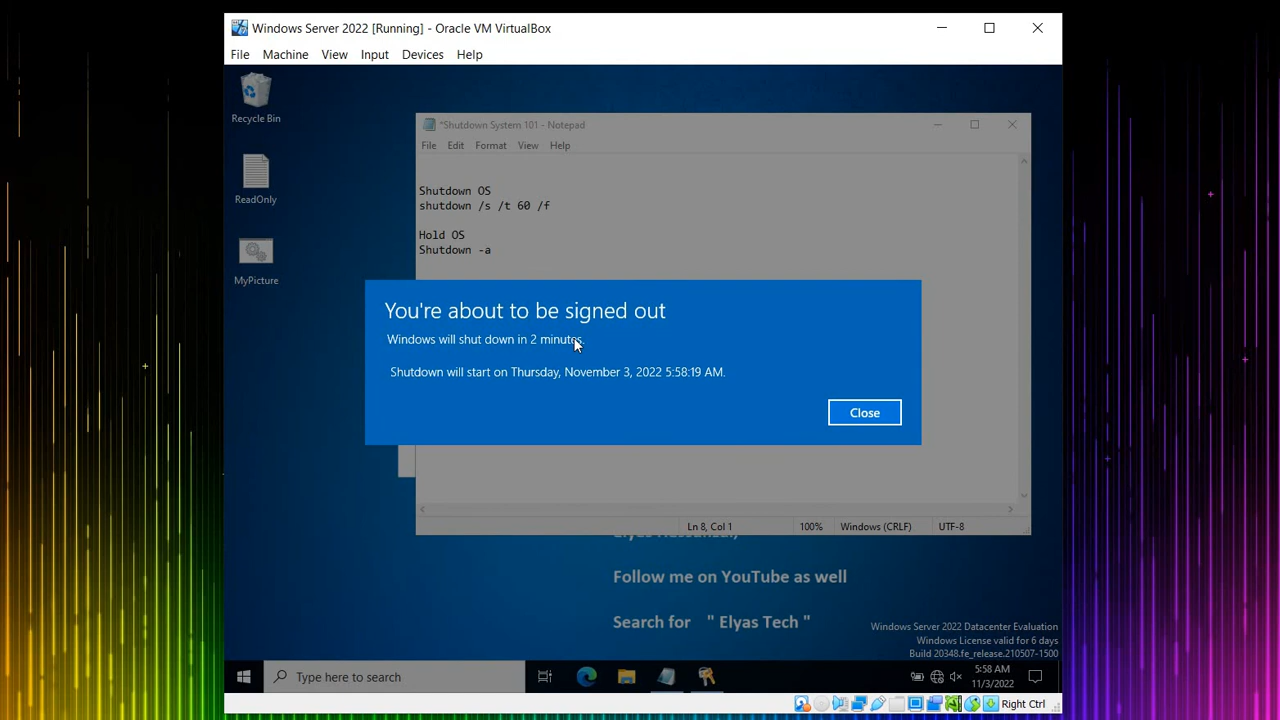 Windows Server 2022 [Running] - Oracle VM VirtualBox
File Machine View Input Devices Help
Recycle Bin
ReadOnly
MyPicture
*Shutdown System 101 - Notepad
File Edit Format View Help
Shutdown OS
shutdown /s /t 60 /f
Hold OS
Shutdown -a
You're about to be signed out
Windows will shut down in 2 minutes.
Shutdown will start on Thursday, November 3, 2022 5:58:19 AM.
Close
Ln 8, Col 1 100% Windows (CRLF) UTF-8
Follow me on YouTube as well
Search for " Elyas Tech "
Windows Server 2022 Datacenter Evaluation
Windows License valid for 6 days
Build 20348.fe_release.210507-1500
Type here to search
5:58 AM
11/3/2022
Right Ctrl